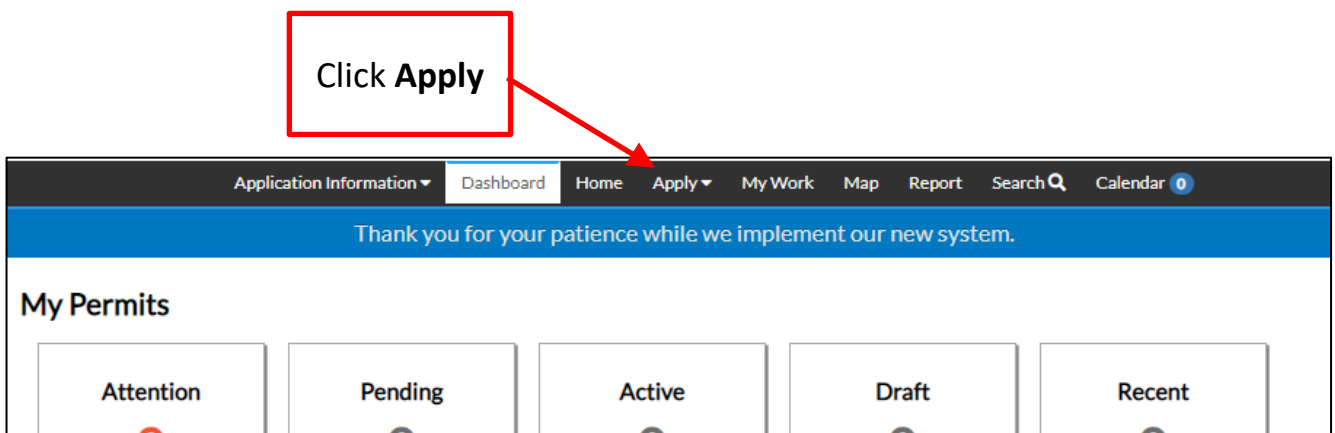 Click Apply
Application Information Dashboard Home Apply My Work Map Report Search Calendar 0
Thank you for your patience while we implement our new system.
My Permits
Attention Pending Active Draft Recent